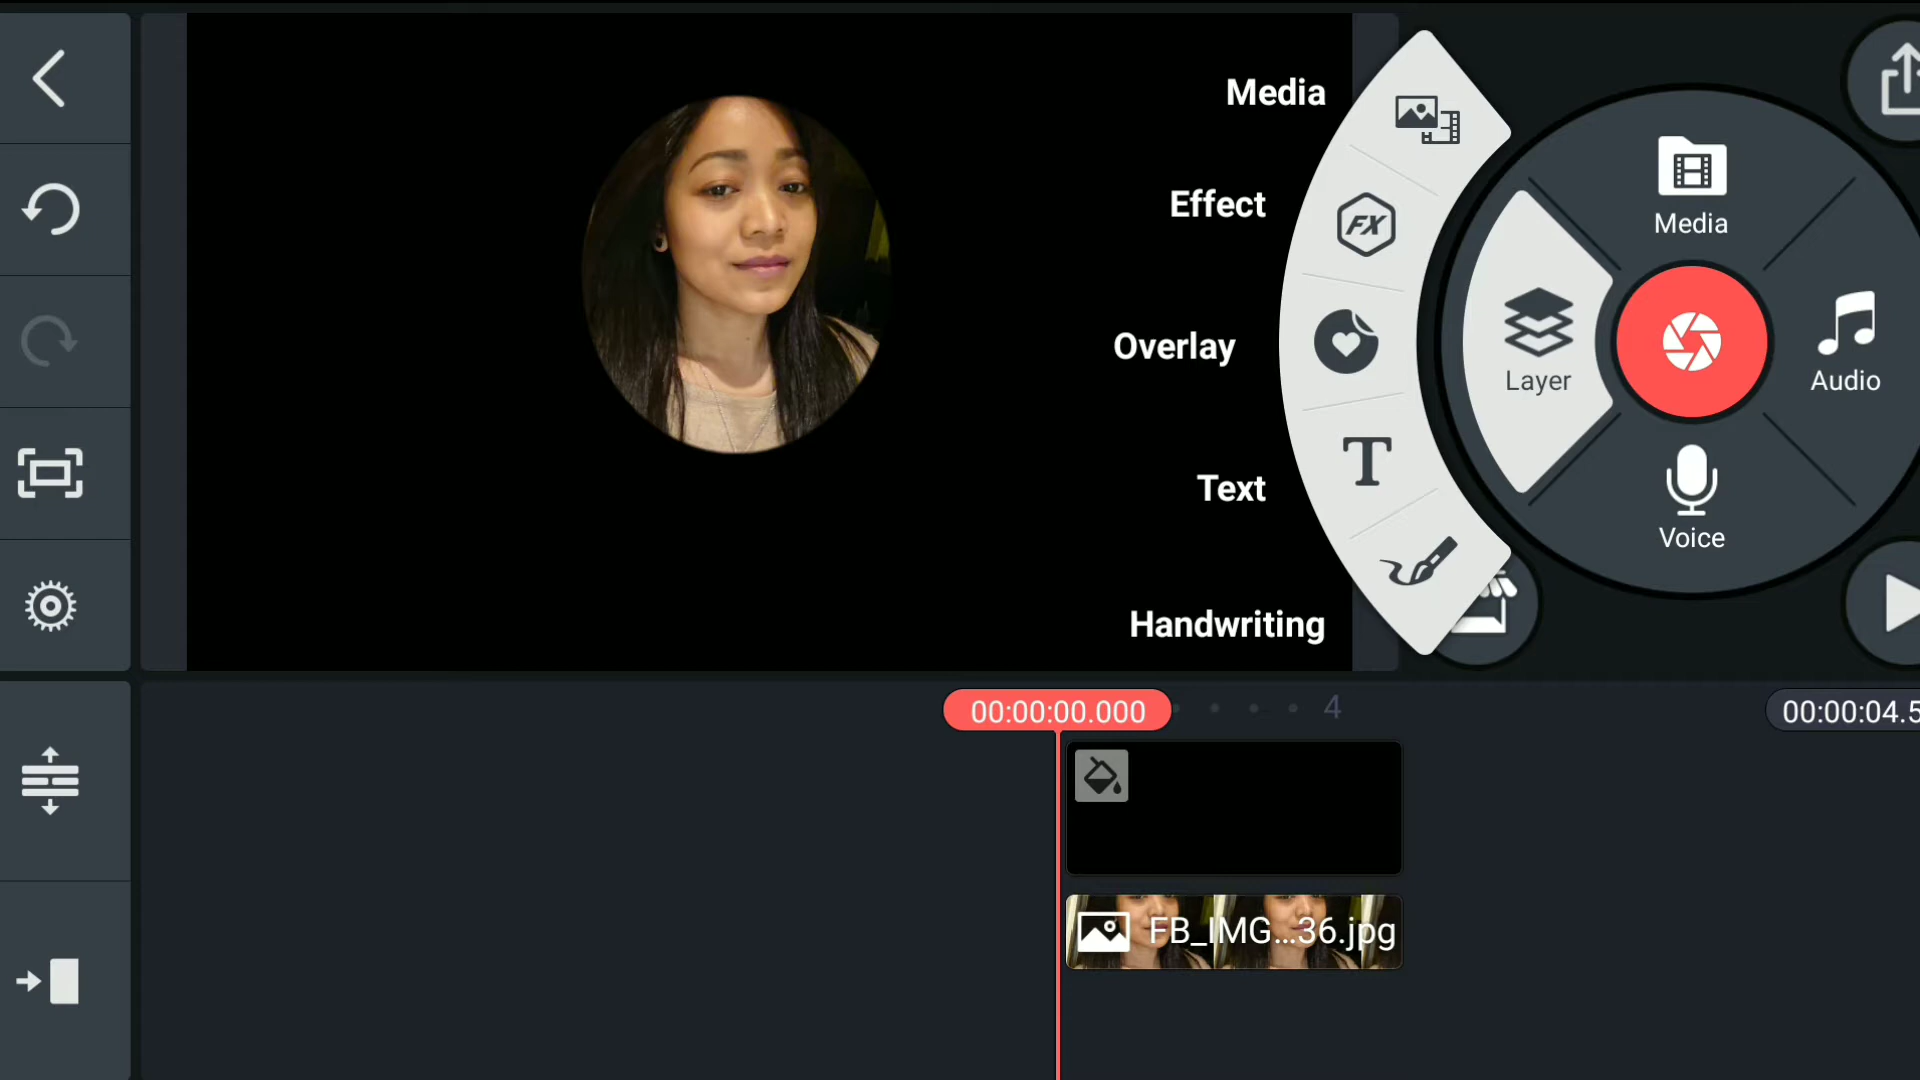 Media
Effect
Overlay
Text
Handwriting
FX
T
Media
Layer
Audio
Voice
00:00:00.000
4
00:00:04.5
FB_IMG...36.jpg